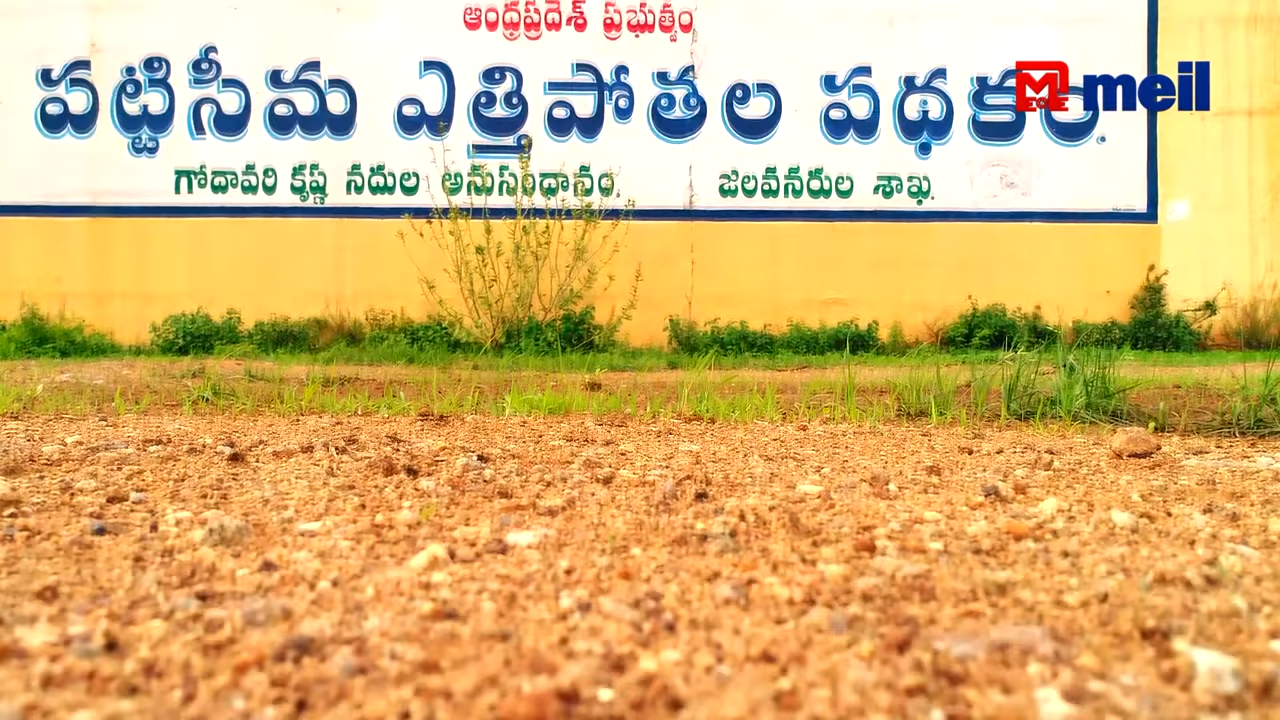 ఆంధ్రప్రదేశ్ ప్రభుత్వం
పట్టిసీమ ఎత్తిపోతల పథకం.
meil
గోదావరి కృష్ణ నదుల అనుసంధానం.
జలవనరుల శాఖ.